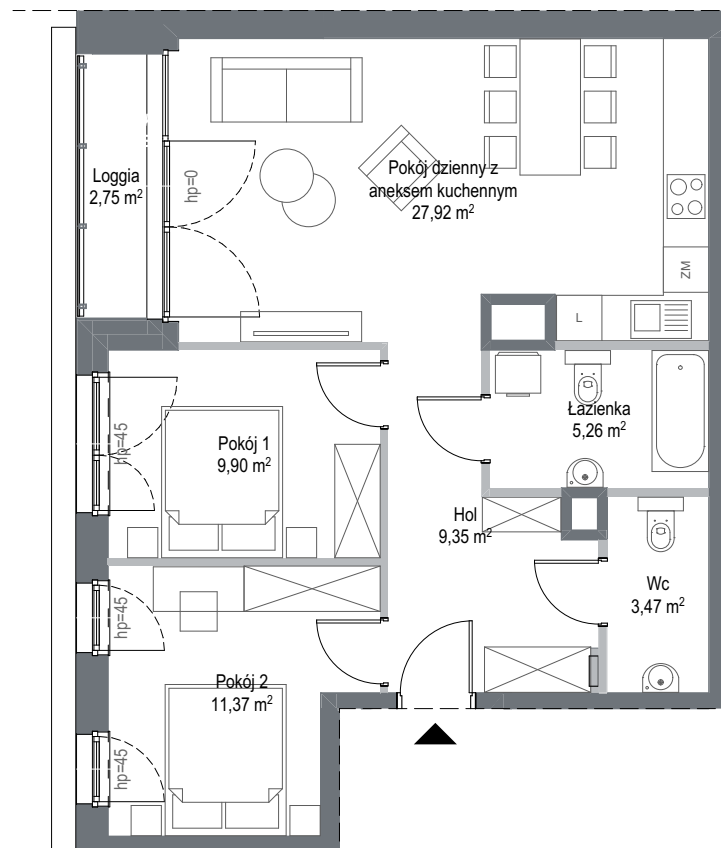 Loggia
2,75 m²
hp=0
Pokój dzienny z
aneksem kuchennym
27,92 m²
ZM
L
Łazienka
5,26 m²
hp=45
Pokój 1
9,90 m²
Hol
9,35 m²
Wc
3,47 m²
hp=45
Pokój 2
11,37 m²
hp=45